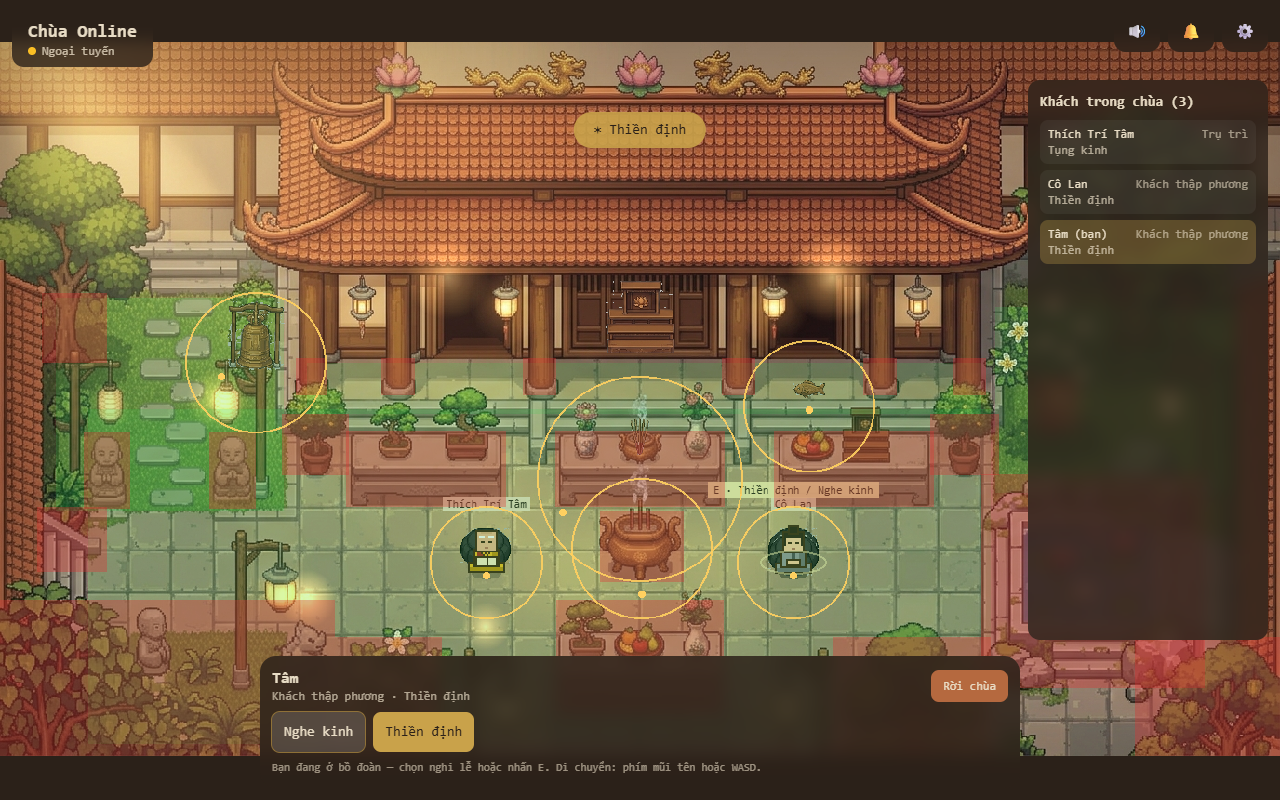 Chùa Online
Ngoại tuyến
✶ Thiền định
Khách trong chùa (3)
Thích Trí Tâm Trụ trì
Tụng kinh
Cô Lan Khách thập phương
Thiền định
Tâm (bạn) Khách thập phương
Thiền định
E · Thiền định / Nghe kinh
Thích Trí Tâm
Cô Lan
Tâm
Khách thập phương · Thiền định
Rời chùa
Nghe kinh
Thiền định
Bạn đang ở bồ đoàn — chọn nghi lễ hoặc nhấn E. Di chuyển: phím mũi tên hoặc WASD.